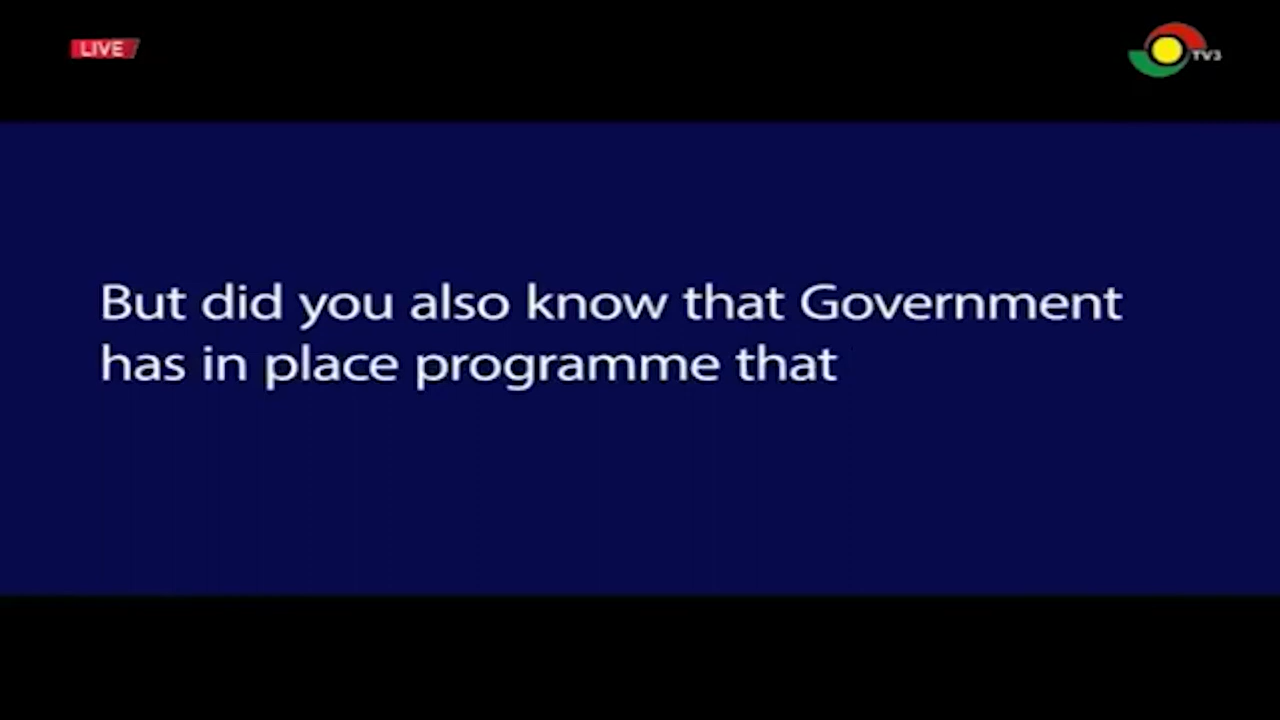 LIVE
TV3
But did you also know that Government
has in place programme that